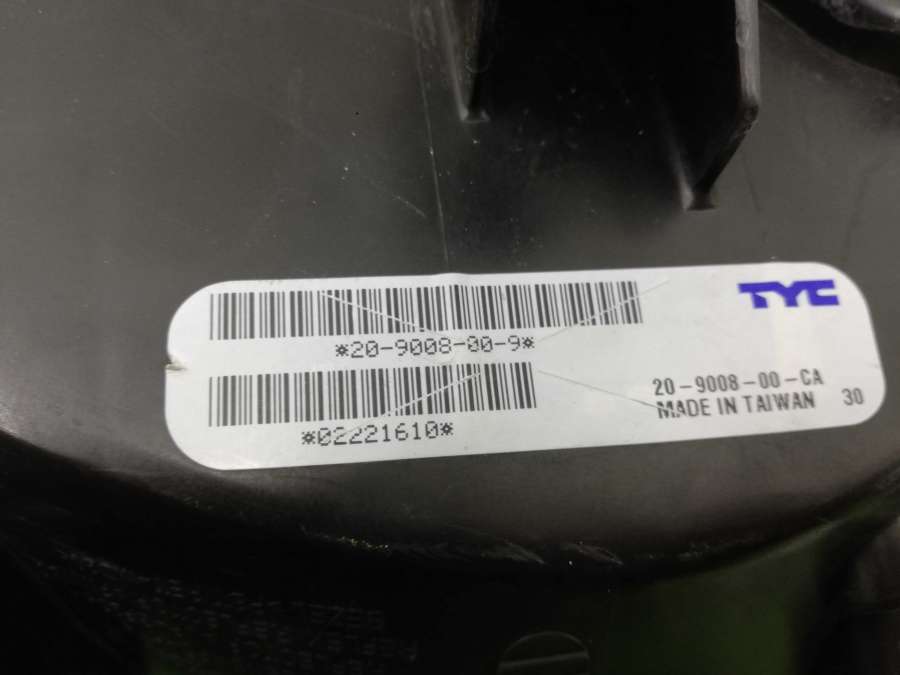 TYC
*20-9008-00-9*
20-9008-00-CA
MADE IN TAIWAN 30
*02221610*